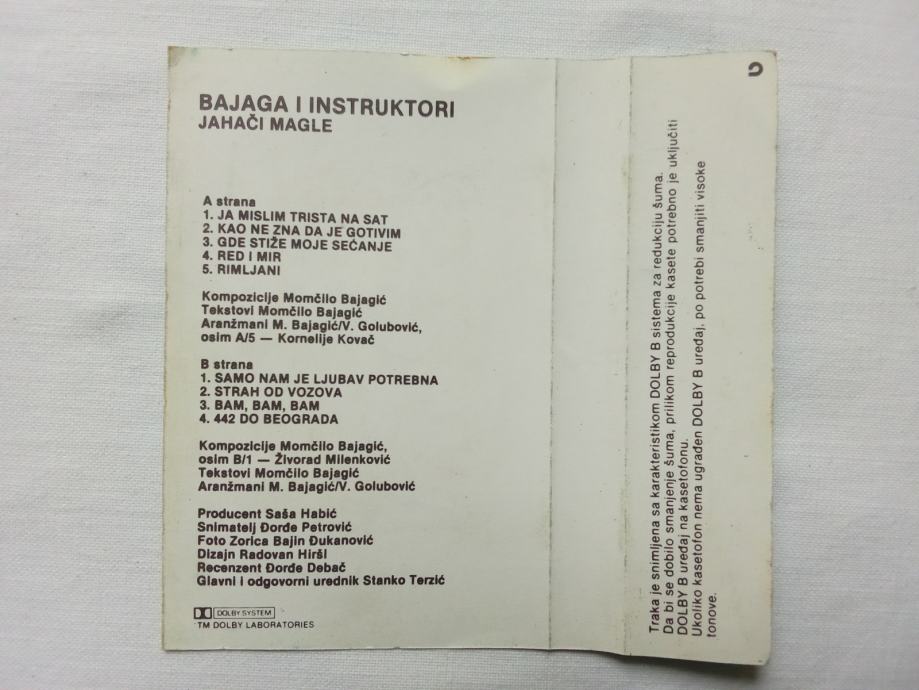 BAJAGA I INSTRUKTORI
JAHAČI MAGLE
A strana
1. JA MISLIM TRISTA NA SAT
2. KAO NE ZNA DA JE GOTIVIM
3. GDE STIŽE MOJE SEĆANJE
4. RED I MIR
5. RIMLJANI
Kompozicije Momčilo Bajagić
Tekstovi Momčilo Bajagić
Aranžmani M. Bajagić/V. Golubović,
osim A/5 — Kornelije Kovač
B strana
1. SAMO NAM JE LJUBAV POTREBNA
2. STRAH OD VOZOVA
3. BAM, BAM, BAM
4. 442 DO BEOGRADA
Kompozicije Momčilo Bajagić,
osim B/1 — Živorad Milenković
Tekstovi Momčilo Bajagić
Aranžmani M. Bajagić/V. Golubović
Producent Saša Habić
Snimatelj Đorđe Petrović
Foto Zorica Bajin Đukanović
Dizajn Radovan Hiršl
Recenzent Đorđe Debač
Glavni i odgovorni urednik Stanko Terzić
DOLBY SYSTEM
TM DOLBY LABORATORIES
Traka je snimljena sa karakteristikom DOLBY B sistema za redukciju šuma.
Da bi se dobilo smanjenje šuma, prilikom reprodukcije kasete potrebno je uključiti
DOLBY B uređaj na kasetofonu.
Ukoliko kasetofon nema ugrađen DOLBY B uređaj, po potrebi smanjiti visoke
tonove.